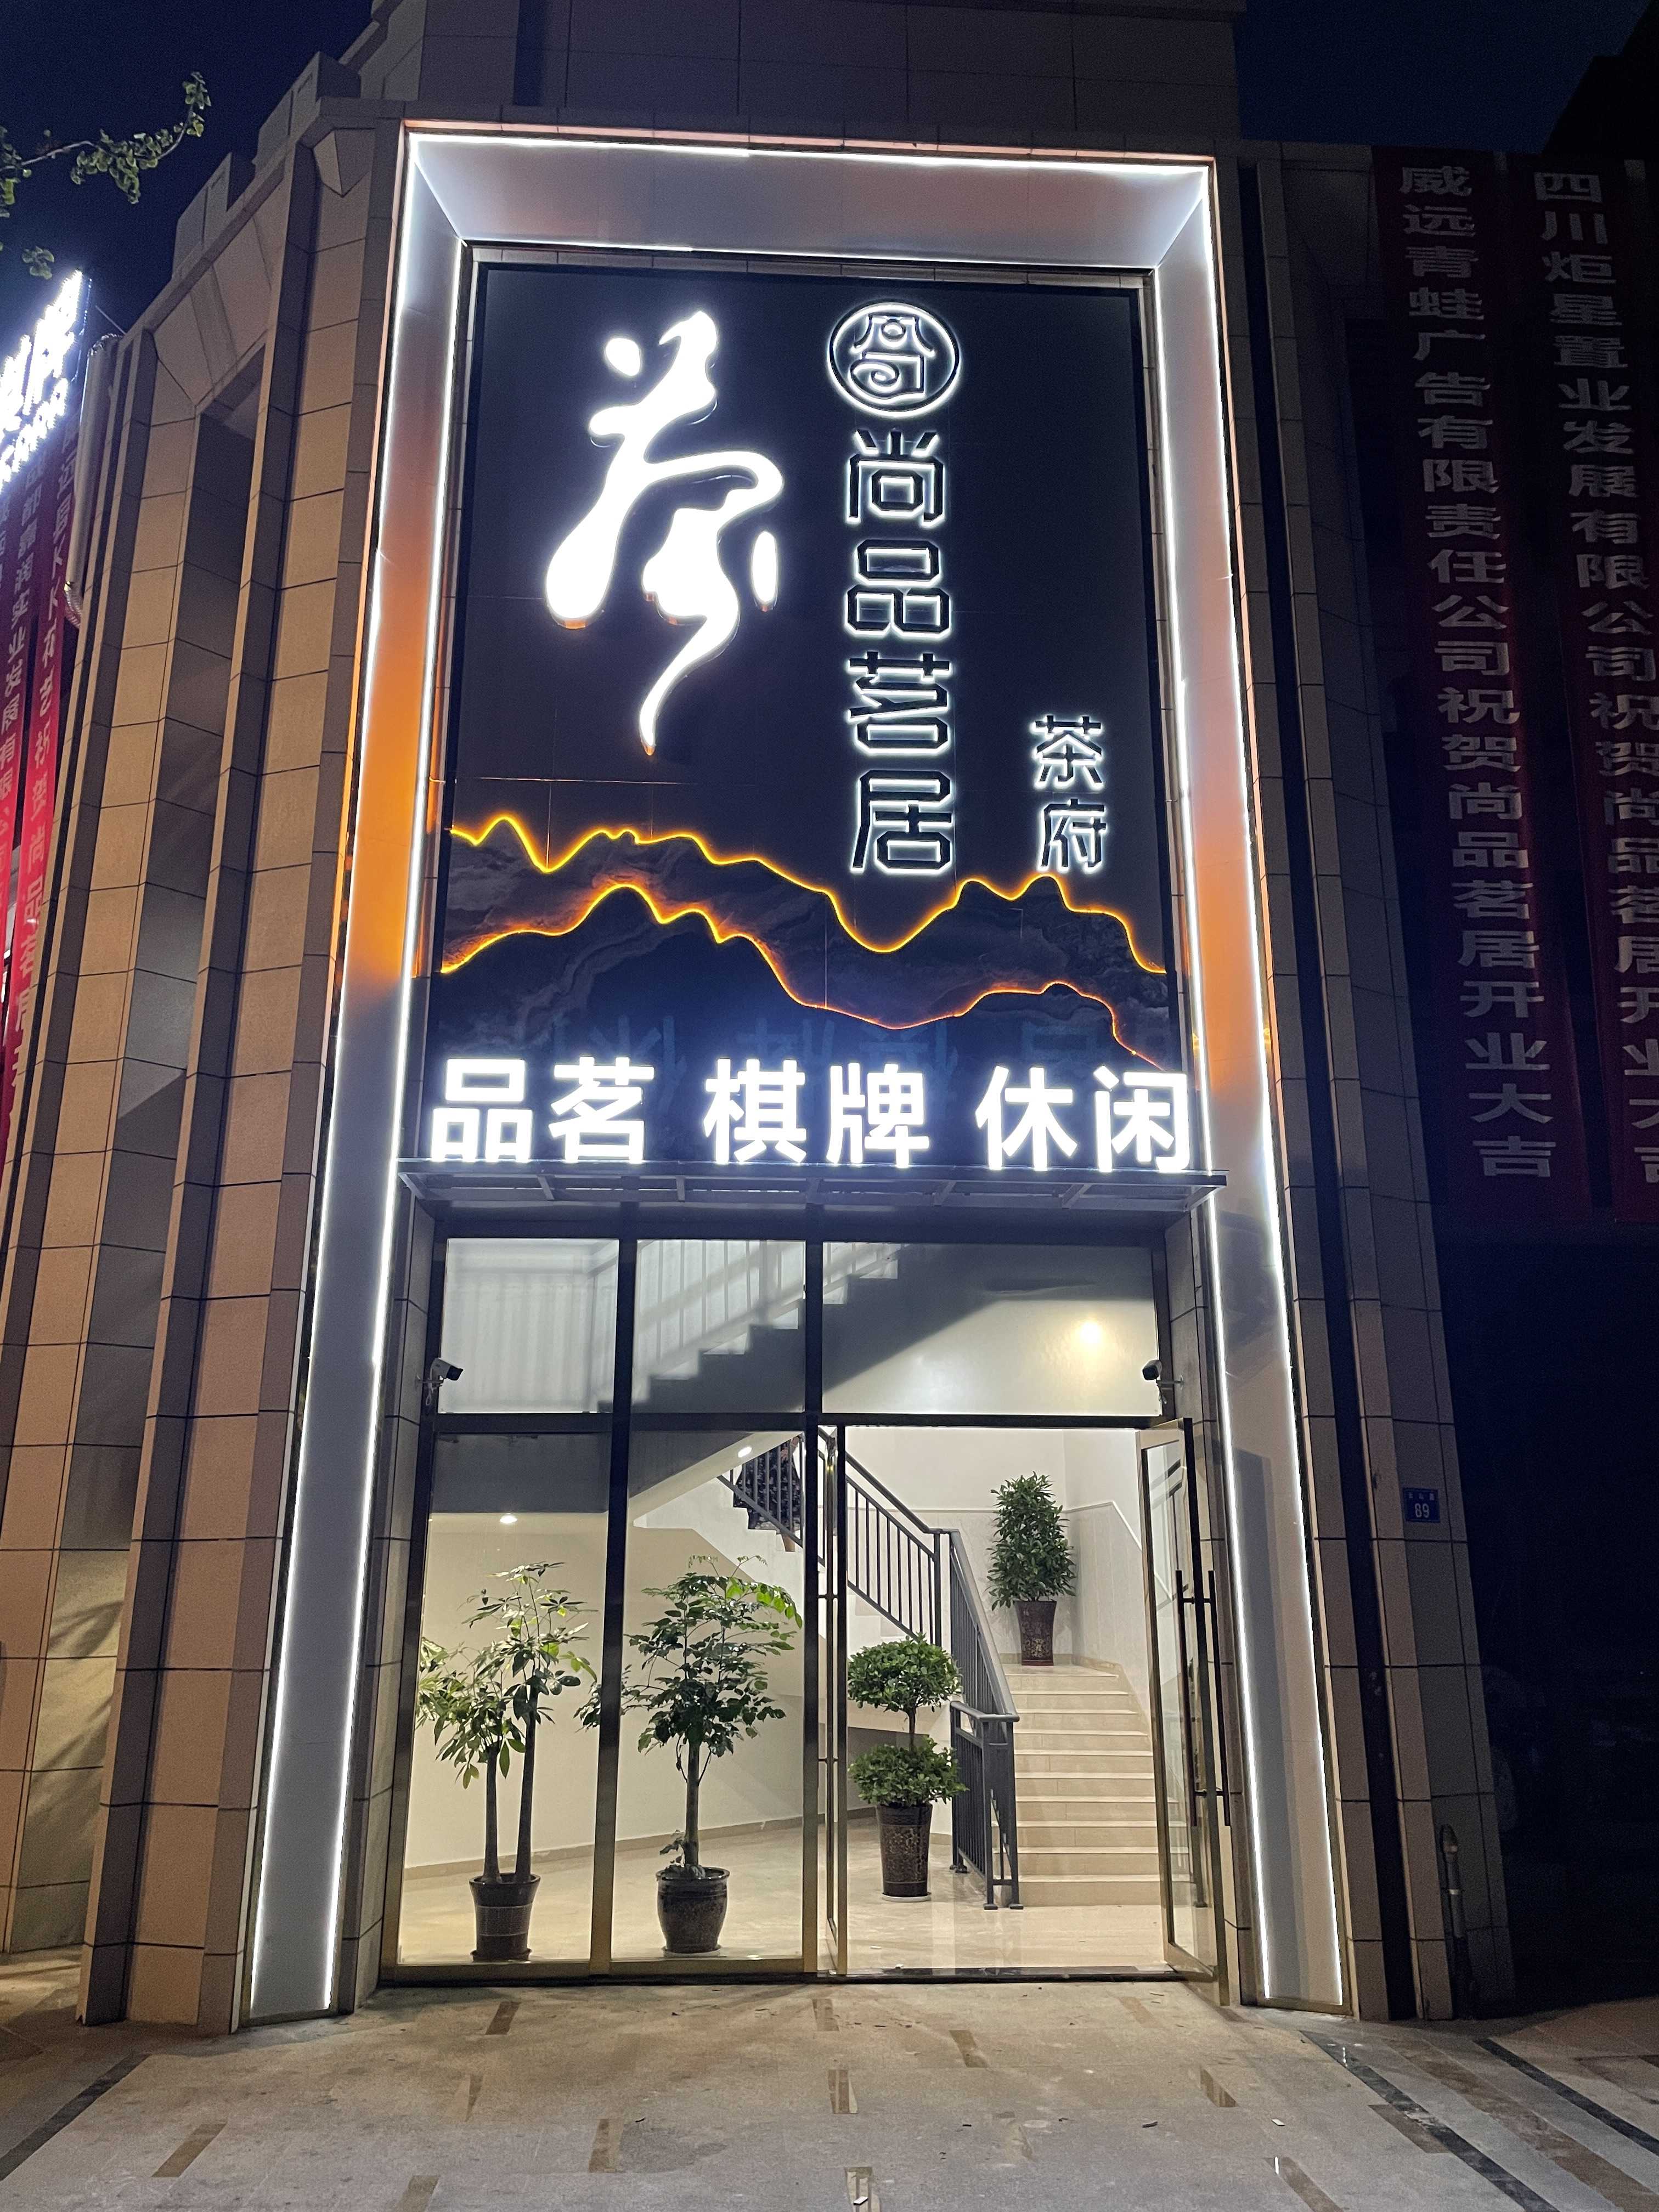 茶
尚品茗居
茶府
品茗 棋牌 休闲
威远青蛙广告有限责任公司祝贺尚品茗居开业大吉
四川炬星置业发展有限公司祝贺尚品茗居开业大吉
89